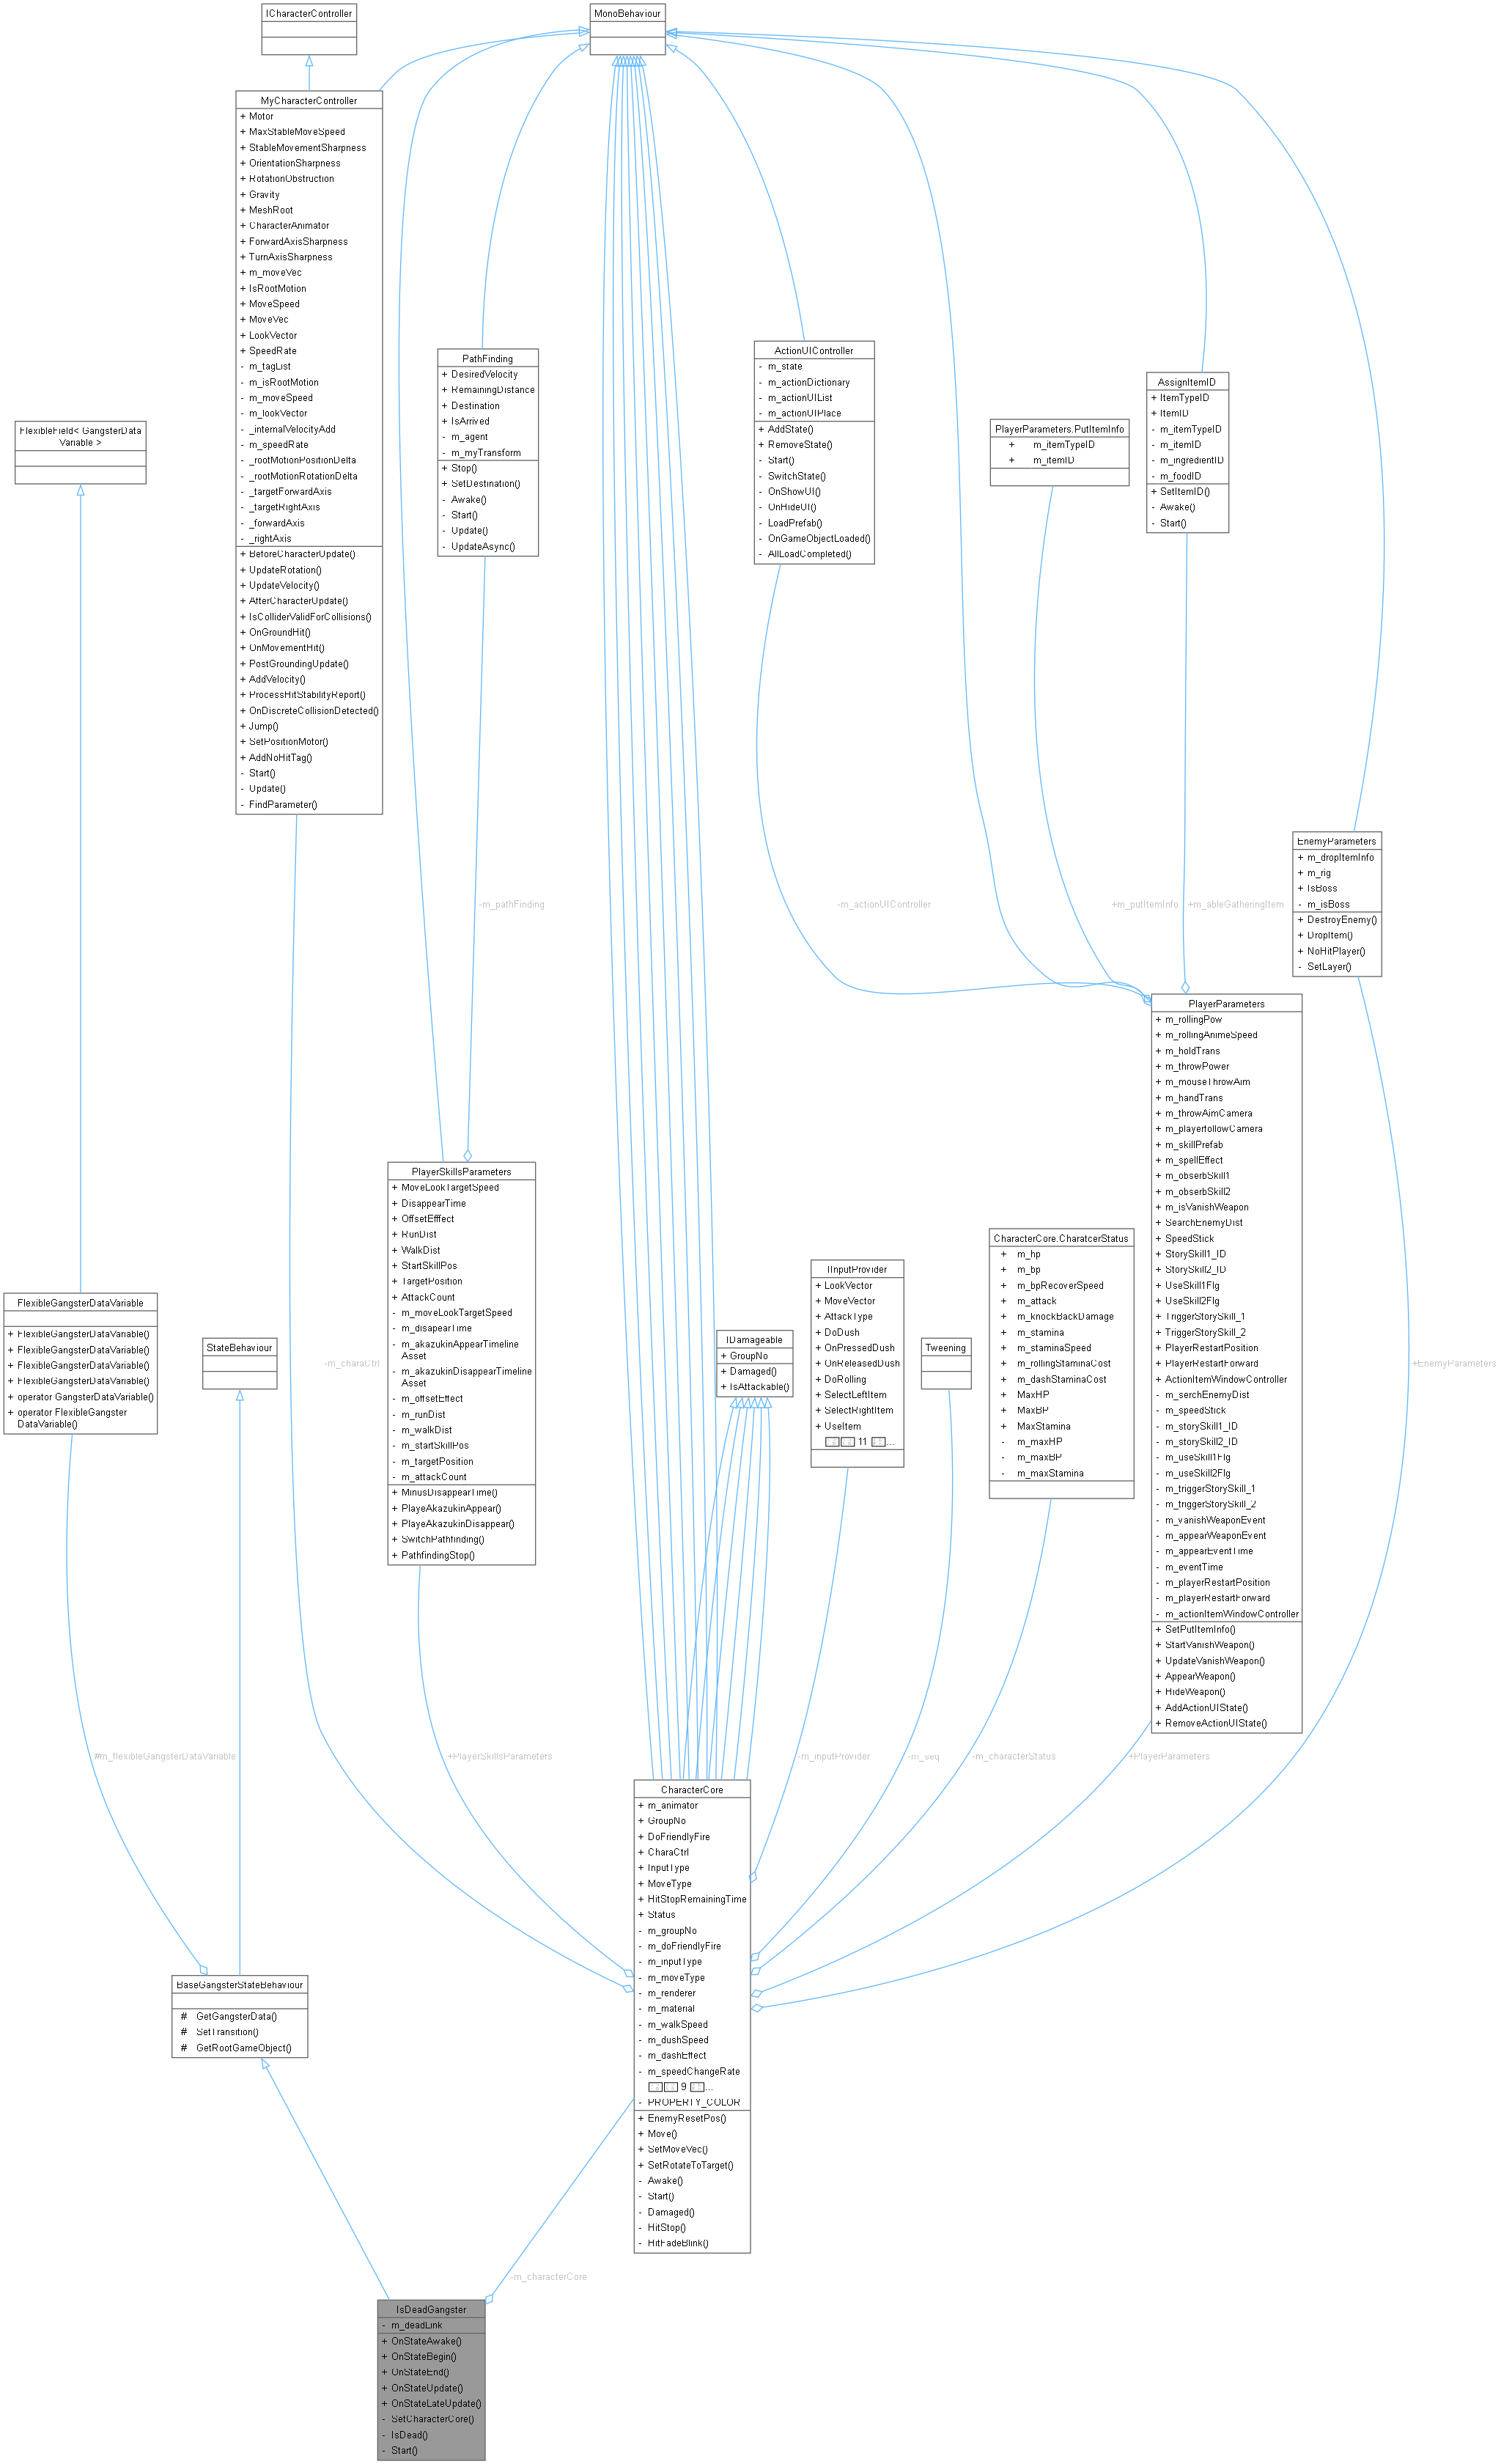 ICharacterController
MonoBehaviour
MyCharacterController
+ Motor
+ MaxStableMoveSpeed
+ StableMovementSharpness
+ OrientationSharpness
+ RotationObstruction
+ Gravity
+ MeshRoot
+ CharacterAnimator
+ ForwardAxisSharpness
+ TurnAxisSharpness
+ m_moveVec
+ IsRootMotion
+ MoveSpeed
+ MoveVec
+ LookVector
+ SpeedRate
- m_tagList
- m_isRootMotion
- m_moveSpeed
- m_lookVector
- _internalVelocityAdd
- m_speedRate
- _rootMotionPositionDelta
- _rootMotionRotationDelta
- _targetForwardAxis
- _targetRightAxis
- _forwardAxis
- _rightAxis
+ BeforeCharacterUpdate()
+ UpdateRotation()
+ UpdateVelocity()
+ AfterCharacterUpdate()
+ IsColliderValidForCollisions()
+ OnGroundHit()
+ OnMovementHit()
+ PostGroundingUpdate()
+ AddVelocity()
+ ProcessHitStabilityReport()
+ OnDiscreteCollisionDetected()
+ Jump()
+ SetPositionMotor()
+ AddNoHitTag()
- Start()
- Update()
- FindParameter()
PathFinding
+ DesiredVelocity
+ RemainingDistance
+ Destination
+ IsArrived
- m_agent
- m_myTransform
+ Stop()
+ SetDestination()
- Awake()
- Start()
- Update()
- UpdateAsync()
ActionUIController
- m_state
- m_actionDictionary
- m_actionUIList
- m_actionUIPlace
+ AddState()
+ RemoveState()
- Start()
- SwitchState()
- OnShowUI()
- OnHideUI()
- LoadPrefab()
- OnGameObjectLoaded()
- AllLoadCompleted()
PlayerParameters.PutItemInfo
+ m_itemTypeID
+ m_itemID
AssignItemID
+ ItemTypeID
+ ItemID
- m_itemTypeID
- m_itemID
- m_ingredientID
- m_foodID
+ SetItemID()
- Awake()
- Start()
FlexibleField< GangsterData
Variable >
EnemyParameters
+ m_dropItemInfo
+ m_rig
+ IsBoss
- m_isBoss
+ DestroyEnemy()
+ DropItem()
+ NoHitPlayer()
- SetLayer()
-m_pathFinding
-m_actionUIController
+m_putItemInfo
+m_ableGatheringItem
PlayerParameters
+ m_rollingPow
+ m_rollingAnimeSpeed
+ m_holdTrans
+ m_throwPower
+ m_mouseThrowAim
+ m_handTrans
+ m_throwAimCamera
+ m_playerfollowCamera
+ m_skillPrefab
+ m_spellEffect
+ m_obserbSkill1
+ m_obserbSkill2
+ m_isVanishWeapon
+ SearchEnemyDist
+ SpeedStick
+ StorySkill1_ID
+ StorySkill2_ID
+ UseSkill1Flg
+ UseSkill2Flg
+ TriggerStorySkill_1
+ TriggerStorySkill_2
+ PlayerRestartPosition
+ PlayerRestartForward
+ ActionItemWindowController
- m_serchEnemyDist
- m_speedStick
- m_storySkill1_ID
- m_storySkill2_ID
- m_useSkill1Flg
- m_useSkill2Flg
- m_triggerStorySkill_1
- m_triggerStorySkill_2
- m_vanishWeaponEvent
- m_appearWeaponEvent
- m_appearEventTime
- m_eventTime
- m_playerRestartPosition
- m_playerRestartForward
- m_actionItemWindowController
+ SetPutItemInfo()
+ StartVanishWeapon()
+ UpdateVanishWeapon()
+ AppearWeapon()
+ HideWeapon()
+ AddActionUIState()
+ RemoveActionUIState()
PlayerSkillsParameters
+ MoveLookTargetSpeed
+ DisappearTime
+ OffsetEfffect
+ RunDist
+ WalkDist
+ StartSkillPos
+ TargetPosition
+ AttackCount
- m_moveLookTargetSpeed
- m_disapearTime
- m_akazukinAppearTimeline
Asset
- m_akazukinDisappearTimeline
Asset
- m_offsetEffect
- m_runDist
- m_walkDist
- m_startSkillPos
- m_targetPosition
- m_attackCount
+ MinusDisappearTime()
+ PlayeAkazukinAppear()
+ PlayeAkazukinDisappear()
+ SwitchPathfinding()
+ PathfindingStop()
FlexibleGangsterDataVariable
+ FlexibleGangsterDataVariable()
+ FlexibleGangsterDataVariable()
+ FlexibleGangsterDataVariable()
+ FlexibleGangsterDataVariable()
+ operator GangsterDataVariable()
+ operator FlexibleGangster
DataVariable()
StateBehaviour
-m_charaCtrl
IDamageable
+ GroupNo
+ Damaged()
+ IsAttackable()
IInputProvider
+ LookVector
+ MoveVector
+ AttackType
+ DoDush
+ OnPressedDush
+ OnReleasedDush
+ DoRolling
+ SelectLeftItem
+ SelectRightItem
+ UseItem
11 ...
Tweening
CharacterCore.CharatcerStatus
+ m_hp
+ m_bp
+ m_bpRecoverSpeed
+ m_attack
+ m_knockBackDamage
+ m_stamina
+ m_staminaSpeed
+ m_rollingStaminaCost
+ m_dashStaminaCost
+ MaxHP
+ MaxBP
+ MaxStamina
- m_maxHP
- m_maxBP
- m_maxStamina
+EnemyParameters
#m_flexibleGangsterDataVariable
+PlayerSkillsParameters
-m_inputProvider
-m_seq
-m_characterStatus
+PlayerParameters
CharacterCore
+ m_animator
+ GroupNo
+ DoFriendlyFire
+ CharaCtrl
+ InputType
+ MoveType
+ HitStopRemainingTime
+ Status
- m_groupNo
- m_doFriendlyFire
- m_inputType
- m_moveType
- m_renderer
- m_material
- m_walkSpeed
- m_dushSpeed
- m_dashEffect
- m_speedChangeRate
9 ...
- PROPERTY_COLOR
+ EnemyResetPos()
+ Move()
+ SetMoveVec()
+ SetRotateToTarget()
- Awake()
- Start()
- Damaged()
- HitStop()
- HitFadeBlink()
BaseGangsterStateBehaviour
# GetGangsterData()
# SetTransition()
# GetRootGameObject()
-m_characterCore
IsDeadGangster
- m_deadLink
+ OnStateAwake()
+ OnStateBegin()
+ OnStateEnd()
+ OnStateUpdate()
+ OnStateLateUpdate()
- SetCharacterCore()
- IsDead()
- Start()